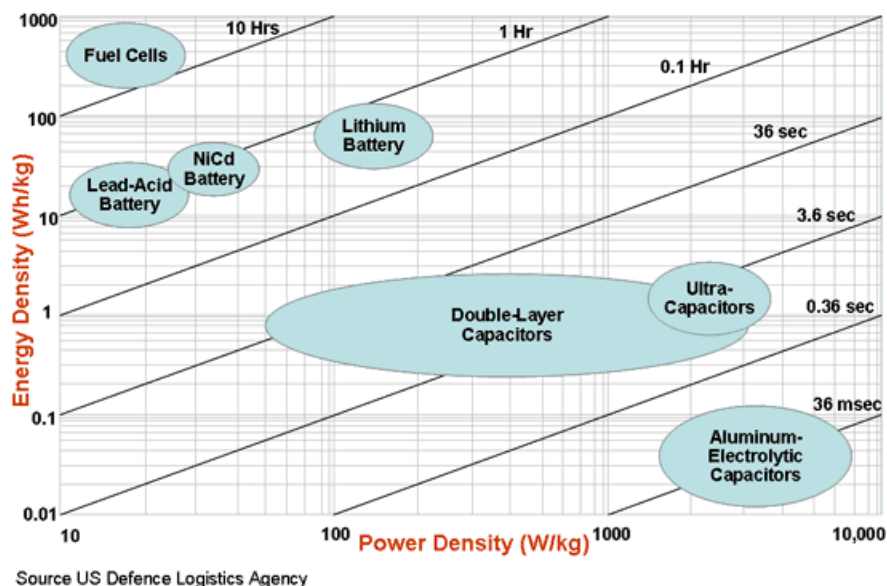 1000
Fuel Cells
10 Hrs
1 Hr
0.1 Hr
100
Lithium
Battery
36 sec
NiCd
Battery
Lead-Acid
Battery
10
3.6 sec
Ultra-
Capacitors
Double-Layer
Capacitors
0.36 sec
1
0.1
36 msec
Aluminum-
Electrolytic
Capacitors
0.01
Energy Density (Wh/kg)
10
100
1000
10,000
Power Density (W/kg)
Source US Defence Logistics Agency